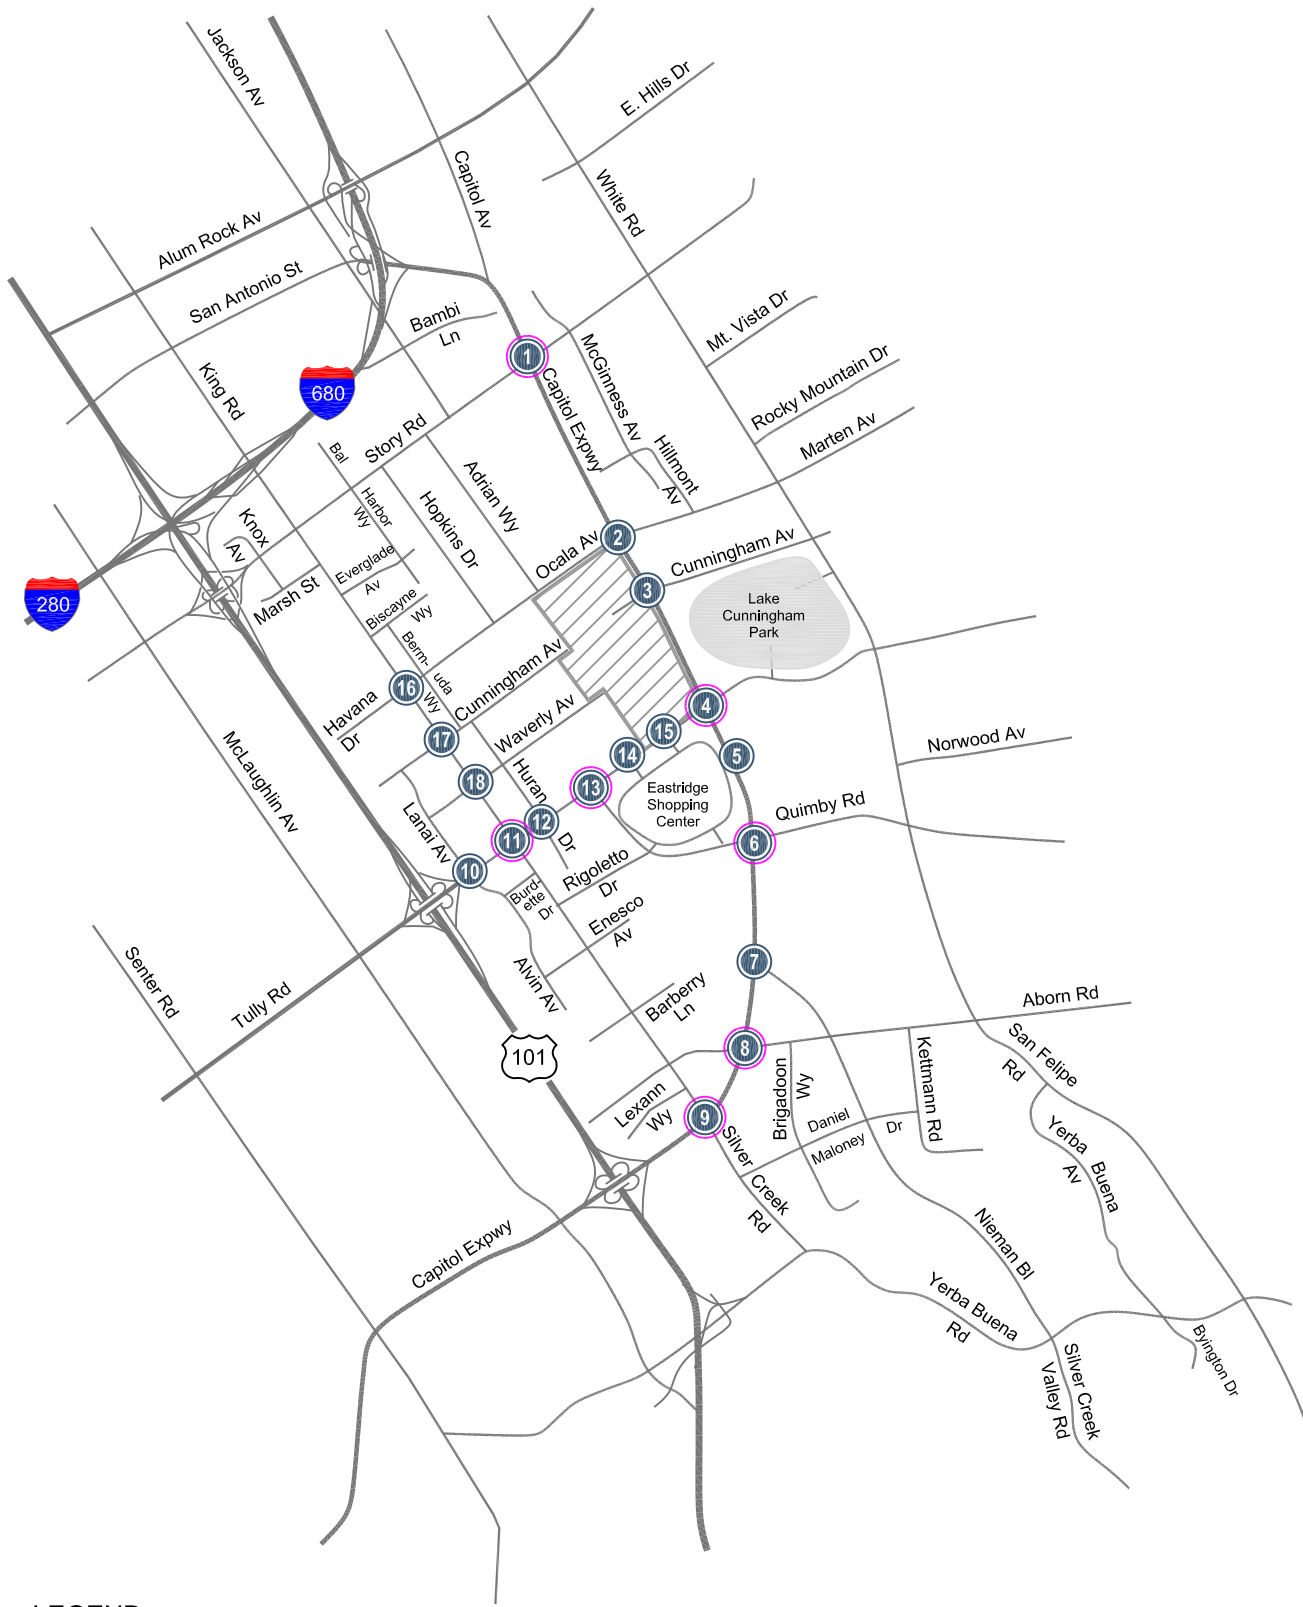 Jackson Av
E. Hills Dr
Capitol Av
White Rd
Alum Rock Av
San Antonio St
Bambi
Ln
Mt. Vista Dr
McGinness Av
1
King Rd
680
Capitol Expwy
Rocky Mountain Dr
Story Rd
Marten Av
Hillmont
Av
Bal
Harbor
Wy
Adrian Wy
Hopkins Dr
Knox
Av
Ocala Av
2
Cunningham Av
Everglade
Av
Marsh St
280
3
Lake
Cunningham
Park
Biscayne
Wy
Berm-
uda
Wy
Cunningham Av
16
Havana
Dr
4
Waverly Av
15
17
14
5
Norwood Av
McLaughlin Av
18
Huran
Dr
13
Eastridge
Shopping
Center
Quimby Rd
12
11
6
Lanai Av
10
Rigoletto
Dr
Burd-
ette
Dr
Enesco
Av
Senter Rd
Alvin Av
7
Tully Rd
Barberry
Ln
Aborn Rd
101
8
San Felipe
Rd
Kettmann Rd
Brigadoon
Wy
Lexann
Wy
9
Daniel
Maloney
Dr
Silver
Creek
Rd
Yerba
Buena
Av
Capitol Expwy
Nieman Bl
Yerba Buena
Rd
Silver Creek
Valley Rd
Byington Dr
LEGEND